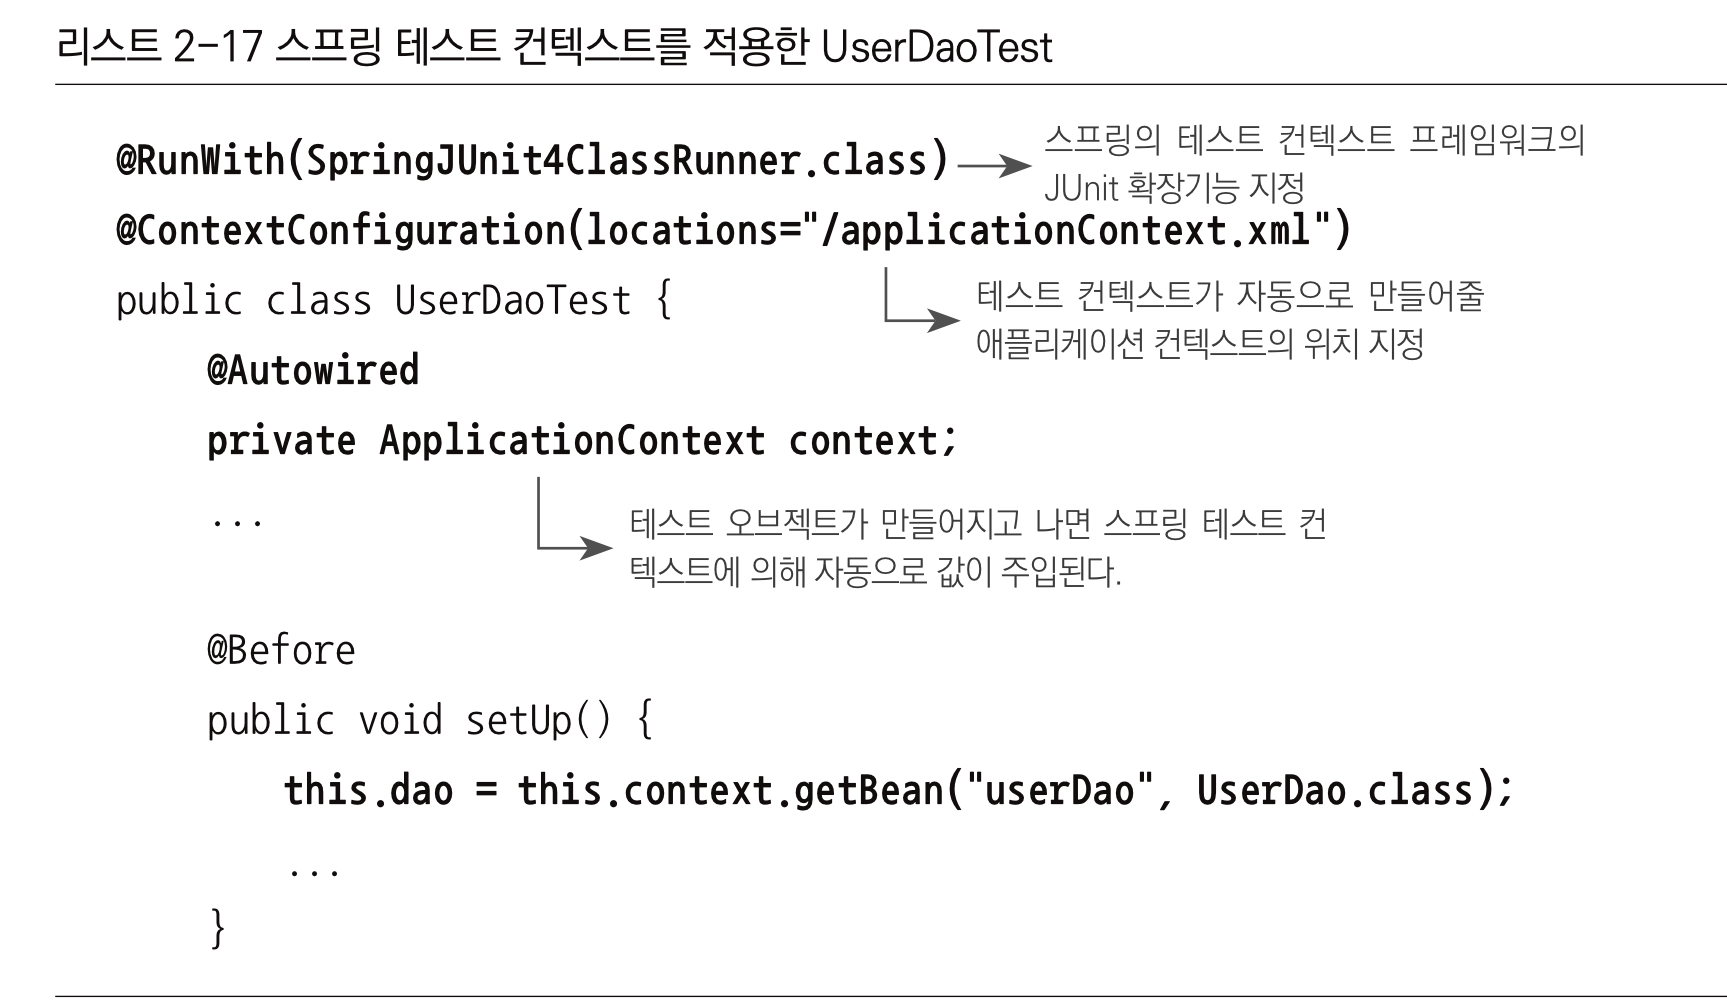 리스트 2-17 스프링 테스트 컨텍스트를 적용한 UserDaoTest
@RunWith(SpringJUnit4ClassRunner.class)
스프링의 테스트 컨텍스트 프레임워크의
JUnit 확장기능 지정
@ContextConfiguration(locations="/applicationContext.xml")
public class UserDaoTest {
테스트 컨텍스트가 자동으로 만들어줄
애플리케이션 컨텍스트의 위치 지정
@Autowired
private ApplicationContext context;
...
테스트 오브젝트가 만들어지고 나면 스프링 테스트 컨
텍스트에 의해 자동으로 값이 주입된다.
@Before
public void setUp() {
this.dao = this.context.getBean("userDao", UserDao.class);
...
}